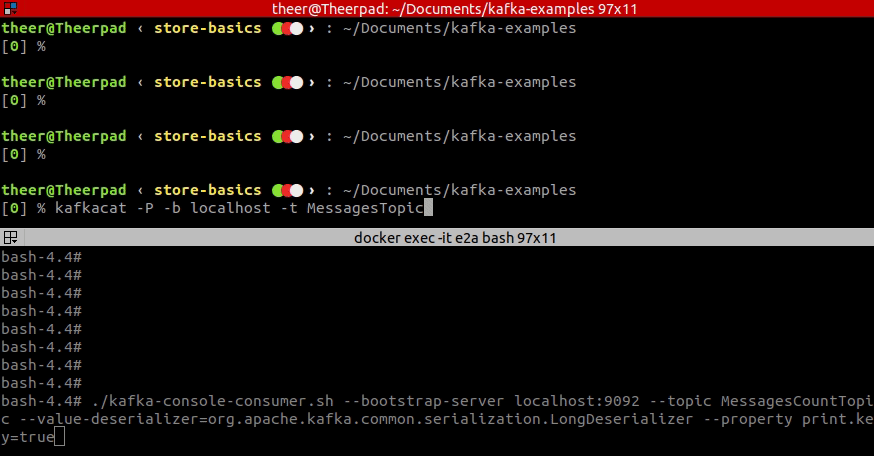 theer@Theerpad: ~/Documents/kafka-examples 97x11
theer@Theerpad ‹ store-basics › : ~/Documents/kafka-examples
[0] %
theer@Theerpad ‹ store-basics › : ~/Documents/kafka-examples
[0] %
theer@Theerpad ‹ store-basics › : ~/Documents/kafka-examples
[0] %
theer@Theerpad ‹ store-basics › : ~/Documents/kafka-examples
[0] % kafkacat -P -b localhost -t MessagesTopic
docker exec -it e2a bash 97x11
bash-4.4#
bash-4.4#
bash-4.4#
bash-4.4#
bash-4.4#
bash-4.4#
bash-4.4#
bash-4.4#
bash-4.4# ./kafka-console-consumer.sh --bootstrap-server localhost:9092 --topic MessagesCountTopi
c --value-deserializer=org.apache.kafka.common.serialization.LongDeserializer --property print.ke
y=true